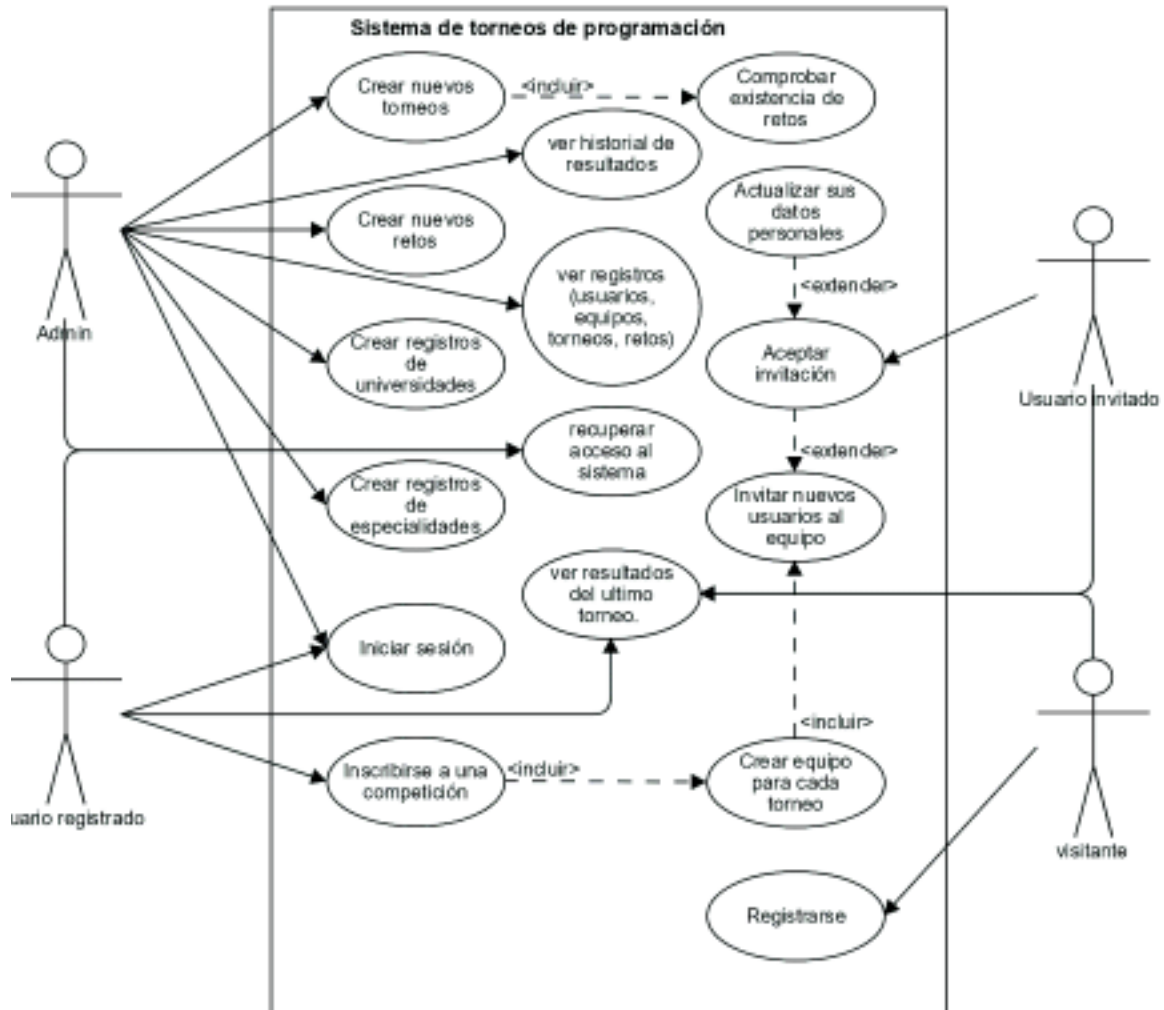 Sistema de torneos de programación
Crear nuevos
torneos
<incluir>
Comprobar
existencia de
retos
ver historial de
resultados
Actualizar sus
datos
personales
Crear nuevos
retos
ver registros
(usuarios,
equipos,
torneos, retos)
<extender>
Admin
Crear registros
de
universidades
Aceptar
invitación
Usuario invitado
recuperar
acceso al
sistema
<extender>
Crear registros
de
especialidades
Invitar nuevos
usuarios al
equipo
ver resultados
del ultimo
torneo.
Iniciar sesión
<incluir>
Inscribirse a una
competición
<incluir>
Crear equipo
para cada
torneo
uario registrado
visitante
Registrarse